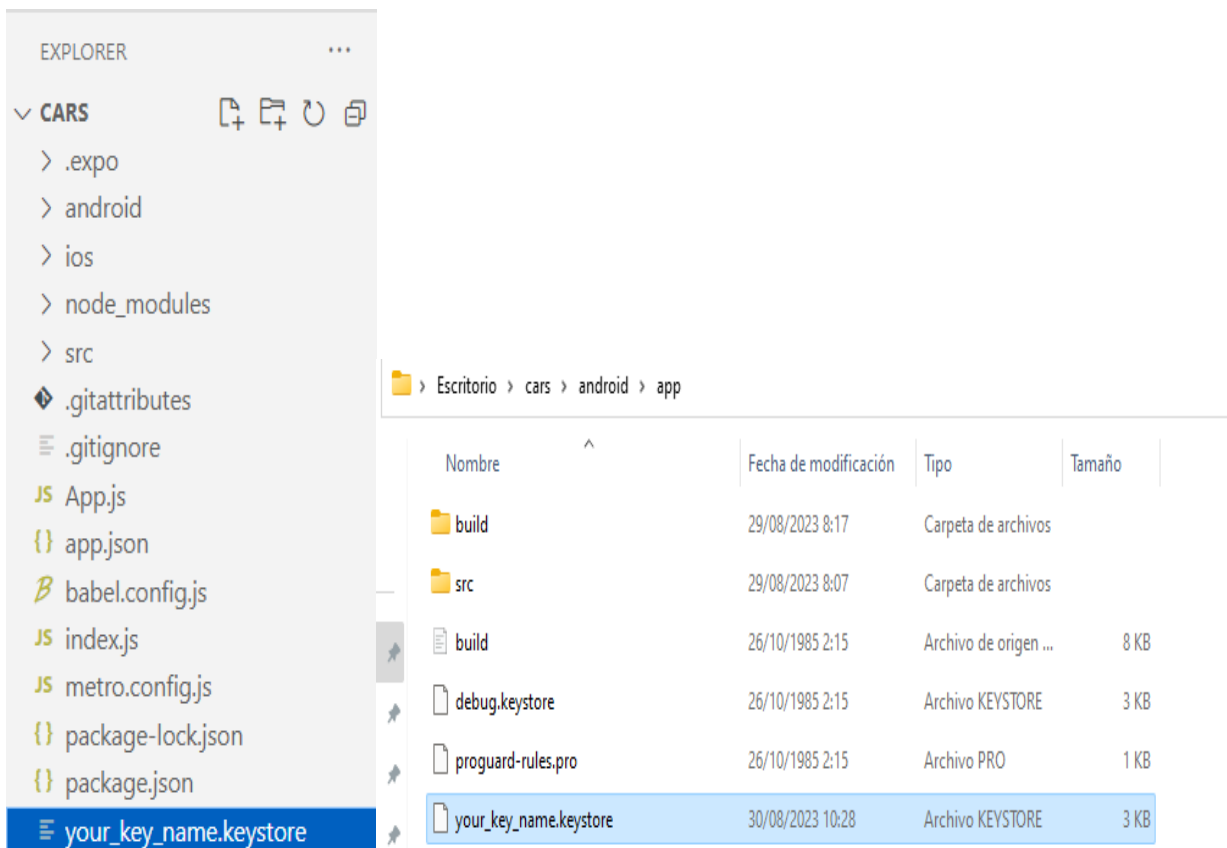 EXPLORER ...
CARS
.expo
android
ios
node_modules
src
.gitattributes
.gitignore
JS App.js
{} app.json
babel.config.js
JS index.js
JS metro.config.js
{} package-lock.json
{} package.json
your_key_name.keystore
Escritorio > cars > android > app
Nombre Fecha de modificación Tipo Tamaño
build 29/08/2023 8:17 Carpeta de archivos
src 29/08/2023 8:07 Carpeta de archivos
build 26/10/1985 2:15 Archivo de origen ... 8 KB
debug.keystore 26/10/1985 2:15 Archivo KEYSTORE 3 KB
proguard-rules.pro 26/10/1985 2:15 Archivo PRO 1 KB
your_key_name.keystore 30/08/2023 10:28 Archivo KEYSTORE 3 KB